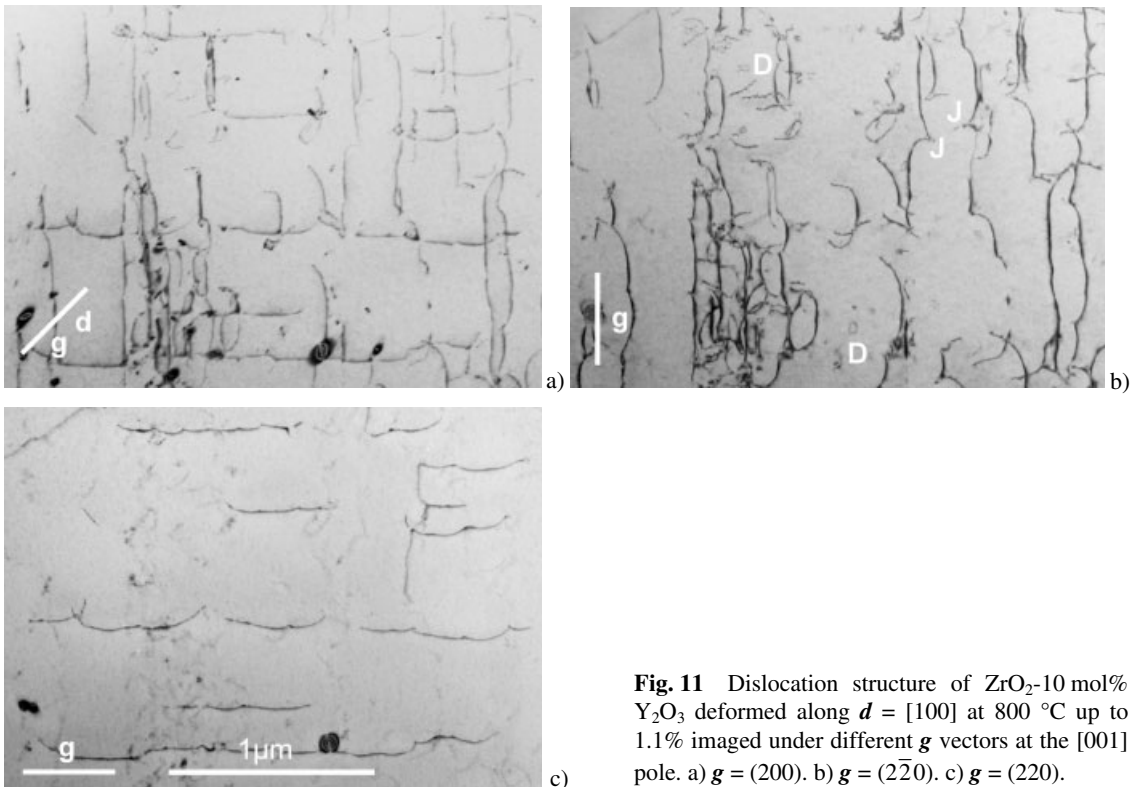 d
g
a)
D
J
J
g
D
b)
g
1µm
c)
Fig. 11 Dislocation structure of ZrO₂-10 mol%
Y₂O₃ deformed along d = [100] at 800 °C up to
1.1% imaged under different g vectors at the [001]
pole. a) g = (200). b) g = (22̅0). c) g = (220).